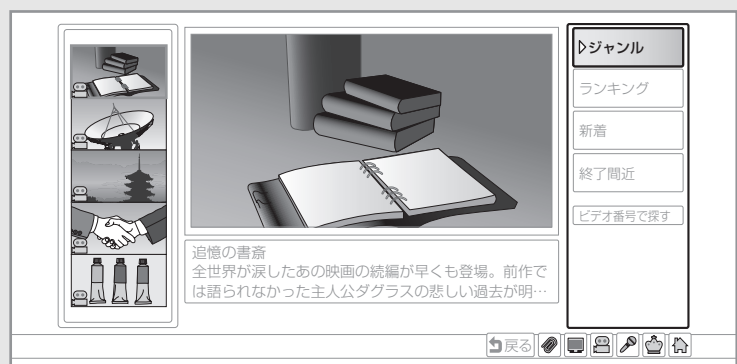 ジャンル
ランキング
新着
終了間近
ビデオ番号で探す
追憶の書斎
全世界が涙したあの映画の続編が早くも登場。前作で
は語られなかった主人公ダグラスの悲しい過去が明…
戻る